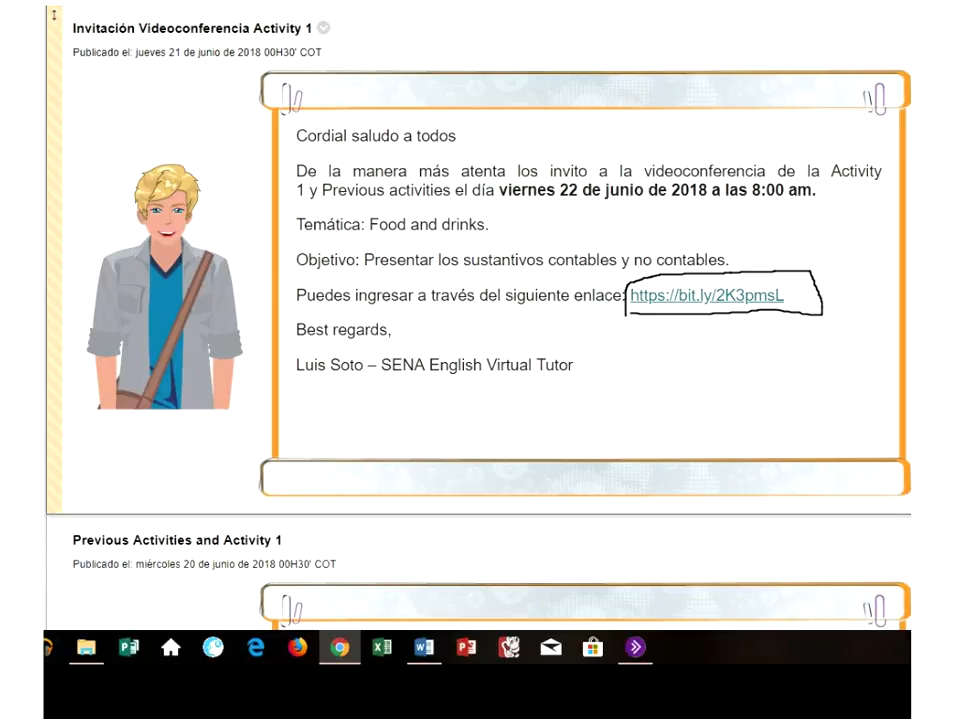 Invitación Videoconferencia Activity 1
Publicado el: jueves 21 de junio de 2018 00H30' COT
Cordial saludo a todos
De la manera más atenta los invito a la videoconferencia de la Activity
1 y Previous activities el día viernes 22 de junio de 2018 a las 8:00 am.
Temática: Food and drinks.
Objetivo: Presentar los sustantivos contables y no contables.
Puedes ingresar a través del siguiente enlace: https://bit.ly/2K3pmsL
Best regards,
Luis Soto – SENA English Virtual Tutor
Previous Activities and Activity 1
Publicado el: miércoles 20 de junio de 2018 00H30' COT